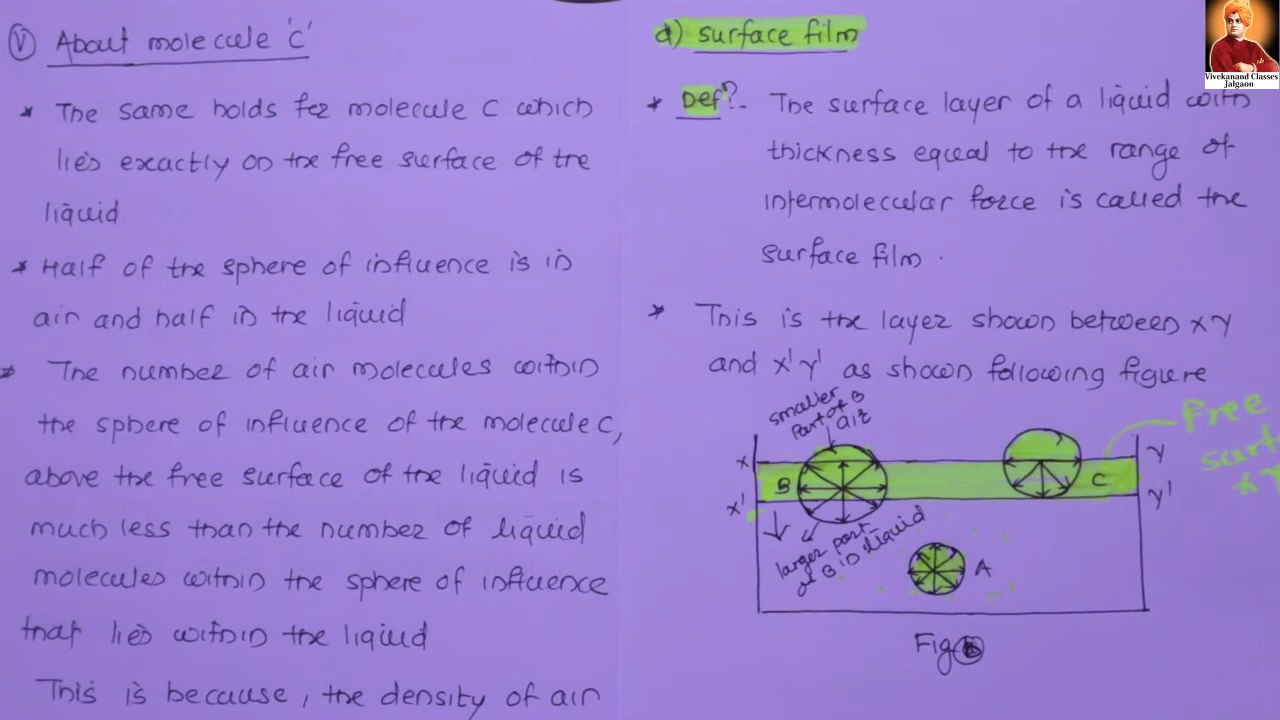 (V) About molecule 'C'
* The same holds for molecule C which
lies exactly on the free surface of the
liquid
* Half of the sphere of influence is in
air and half in the liquid
* The number of air molecules within
the sphere of influence of the molecule C,
above the free surface of the liquid is
much less than the number of liquid
molecules within the sphere of influence
that lies within the liquid
This is because, the density of air
d) surface film
* Def?- The surface layer of a liquid with
thickness equal to the range of
intermolecular force is called the
surface film.
* This is the layer shown between XY
and X'Y' as shown following figure
smaller
part of B
air
Free
surf
XY
X
Y
B
C
X'
Y'
larger part
of B in liquid
A
Fig
Vivekanand Classes
Jalgaon